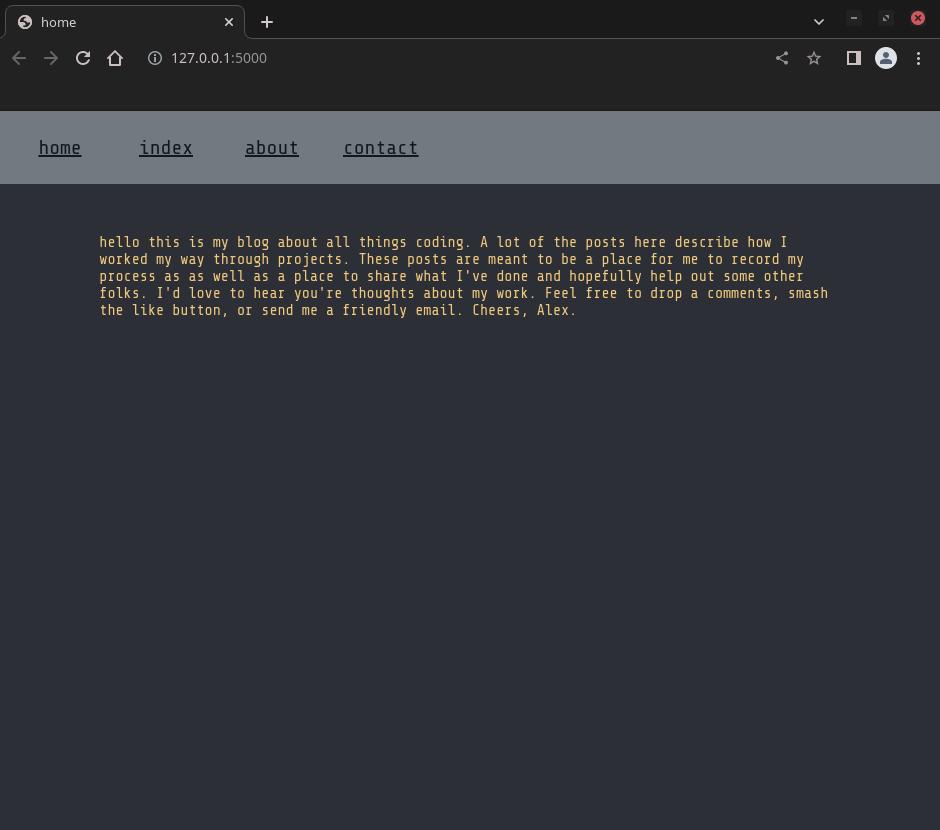 home
127.0.0.1:5000
home index about contact
hello this is my blog about all things coding. A lot of the posts here describe how I
worked my way through projects. These posts are meant to be a place for me to record my
process as as well as a place to share what I've done and hopefully help out some other
folks. I'd love to hear you're thoughts about my work. Feel free to drop a comments, smash
the like button, or send me a friendly email. Cheers, Alex.